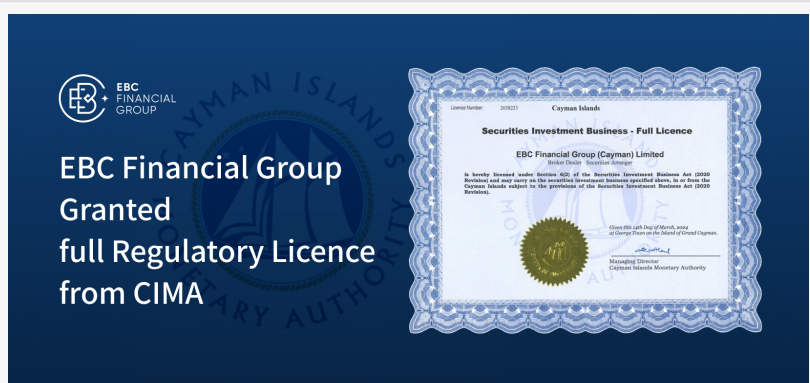 EBC
FINANCIAL
GROUP
EBC Financial Group
Granted
full Regulatory Licence
from CIMA
CAYMAN ISLANDS
MONETARY AUTHORITY
Licence Number: 2038223
Cayman Islands
Securities Investment Business - Full Licence
EBC Financial Group (Cayman) Limited
Broker Dealer Securities Arranger
is hereby licensed under Section 6(2) of the Securities Investment Business Act (2020
Revision) and may carry on the securities investment business specified above, in or from the
Cayman Islands subject to the provisions of the Securities Investment Business Act (2020
Revision).
Given this 14th Day of March, 2024
at George Town on the Island of Grand Cayman.
Managing Director
Cayman Islands Monetary Authority